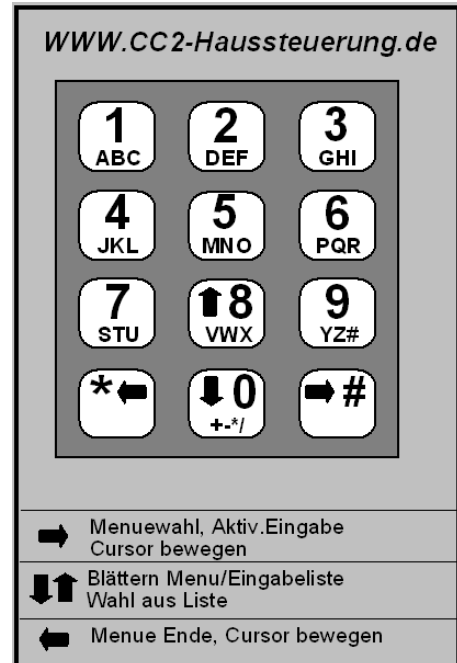 WWW.CC2-Haussteuerung.de
1 2 3
ABC DEF GHI
4 5 6
JKL MNO PQR
7 8 9
STU VWX YZ#
* 0 #
+-*/
Menuewahl, Aktiv.Eingabe
Cursor bewegen
Blättern Menu/Eingabeliste
Wahl aus Liste
Menue Ende, Cursor bewegen